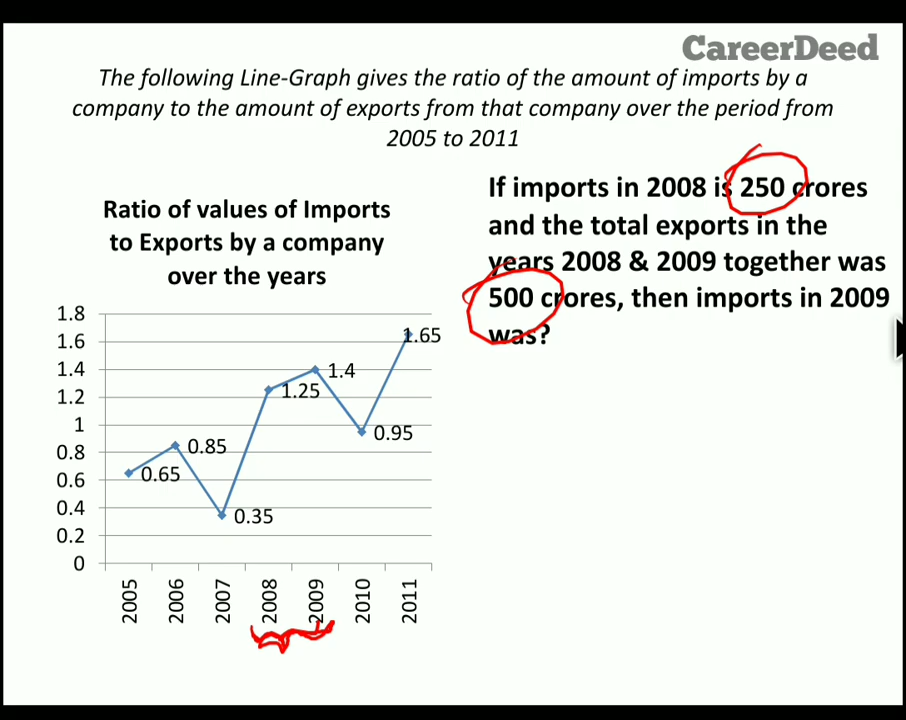 CareerDeed
The following Line-Graph gives the ratio of the amount of imports by a
company to the amount of exports from that company over the period from
2005 to 2011
If imports in 2008 is 250 crores
and the total exports in the
years 2008 & 2009 together was
500 crores, then imports in 2009
was?
Ratio of values of Imports
to Exports by a company
over the years
1.8
1.6
1.4
1.2
1
0.8
0.6
0.4
0.2
0
0.65
0.85
0.35
1.25
1.4
0.95
1.65
2005
2006
2007
2008
2009
2010
2011